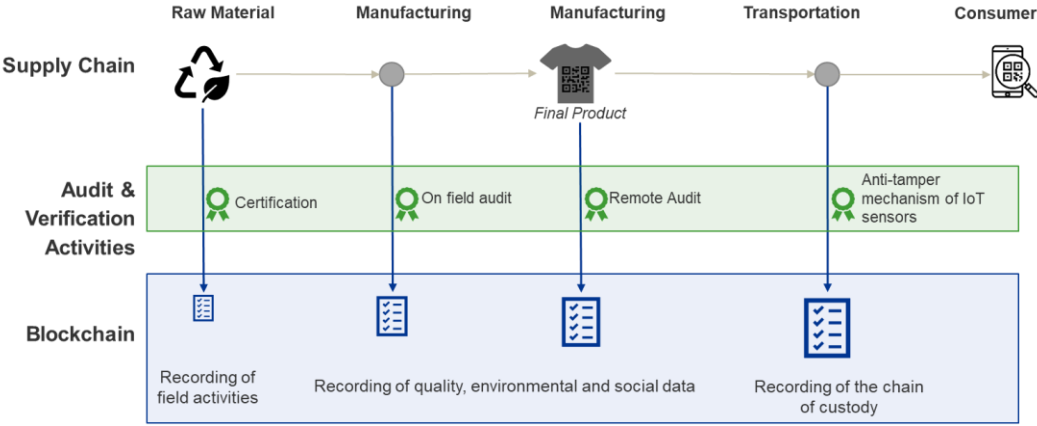 Raw Material
Manufacturing
Manufacturing
Transportation
Consumer
Supply Chain
Final Product
Audit &
Verification
Activities
Certification
On field audit
Remote Audit
Anti-tamper
mechanism of IoT
sensors
Blockchain
Recording of
field activities
Recording of quality, environmental and social data
Recording of the chain
of custody